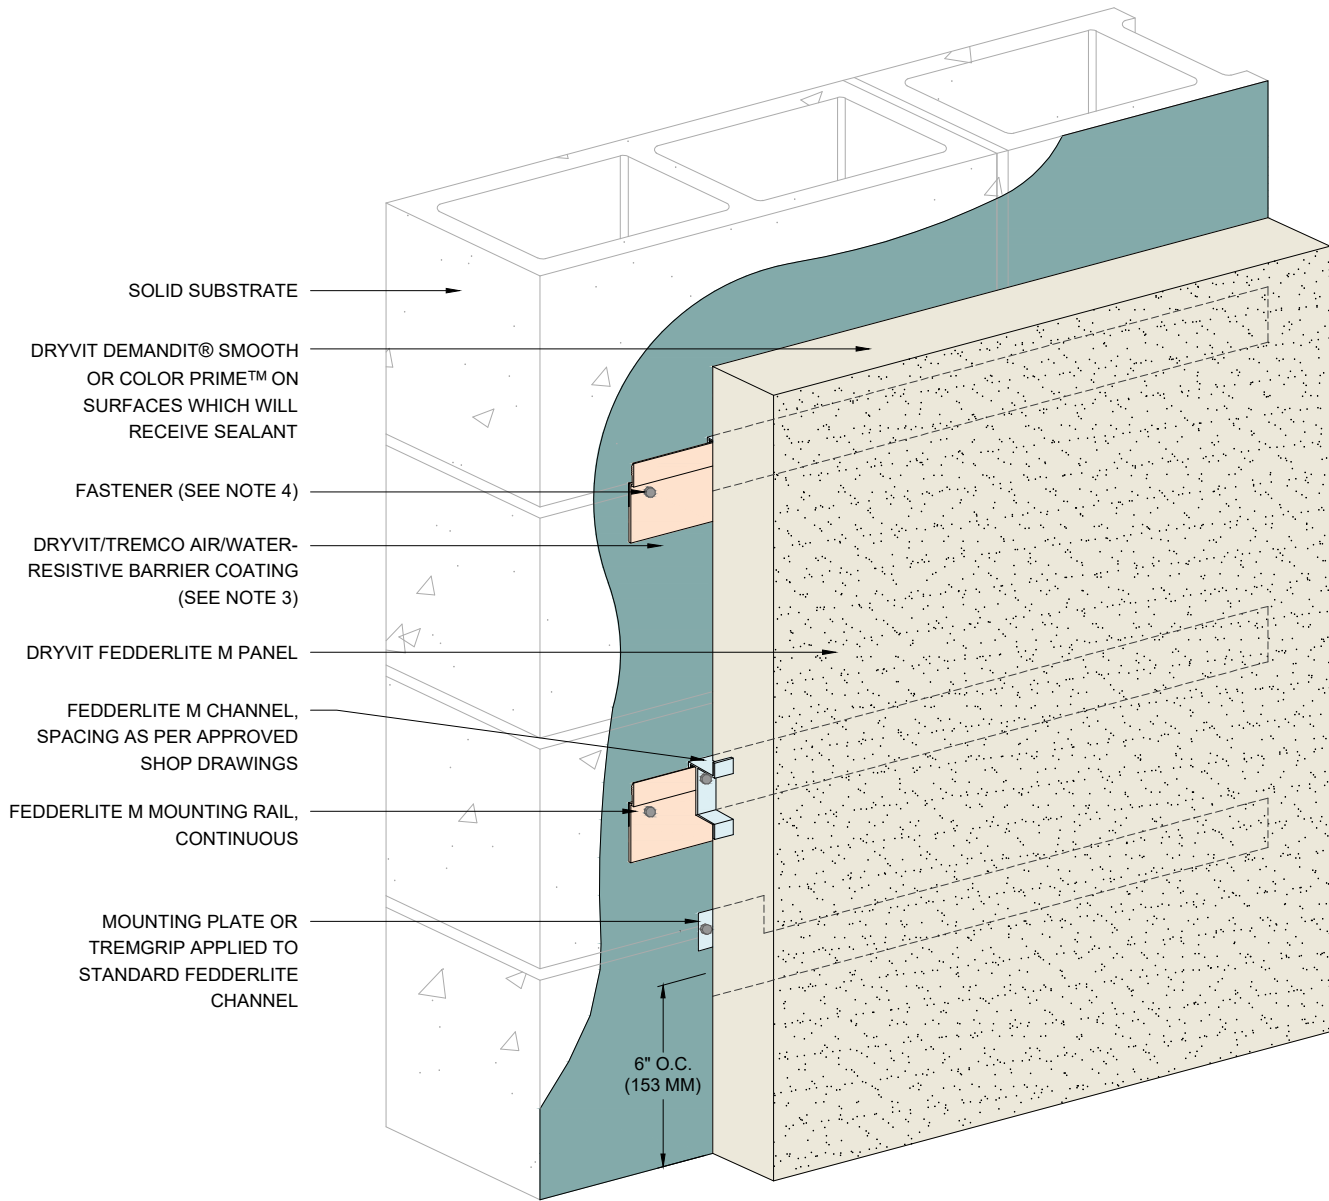 SOLID SUBSTRATE
DRYVIT DEMANDIT® SMOOTH
OR COLOR PRIME™ ON
SURFACES WHICH WILL
RECEIVE SEALANT
FASTENER (SEE NOTE 4)
DRYVIT/TREMCO AIR/WATER-
RESISTIVE BARRIER COATING
(SEE NOTE 3)
DRYVIT FEDDERLITE M PANEL
FEDDERLITE M CHANNEL,
SPACING AS PER APPROVED
SHOP DRAWINGS
FEDDERLITE M MOUNTING RAIL,
CONTINUOUS
MOUNTING PLATE OR
TREMGRIP APPLIED TO
STANDARD FEDDERLITE
CHANNEL
6" O.C.
(153 MM)